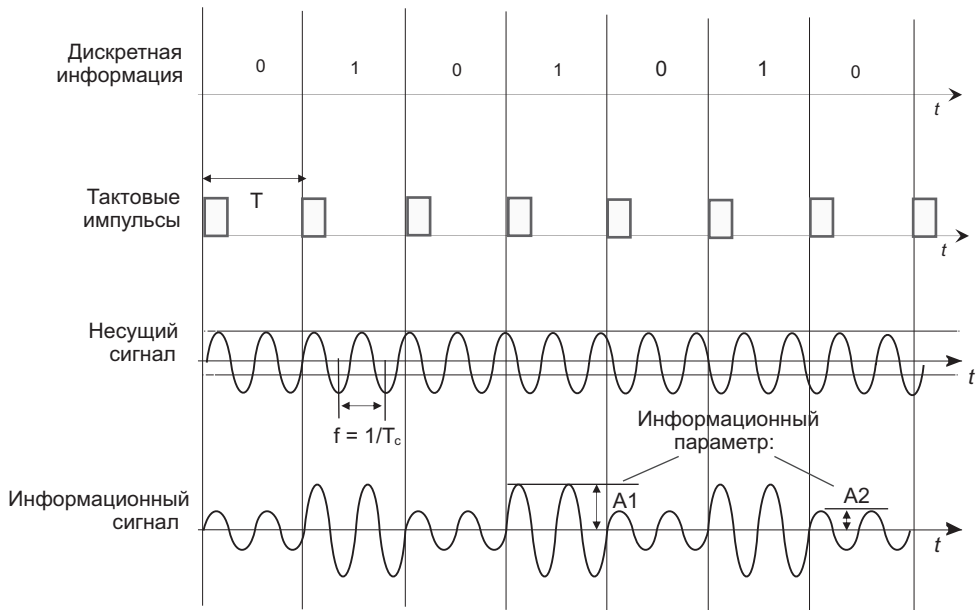 Дискретная
информация
0 1 0 1 0 1 0
t
T
Тактовые
импульсы
t
Несущий
сигнал
t
f = 1/Tc
Информационный
параметр:
Информационный
сигнал
A1
A2
t